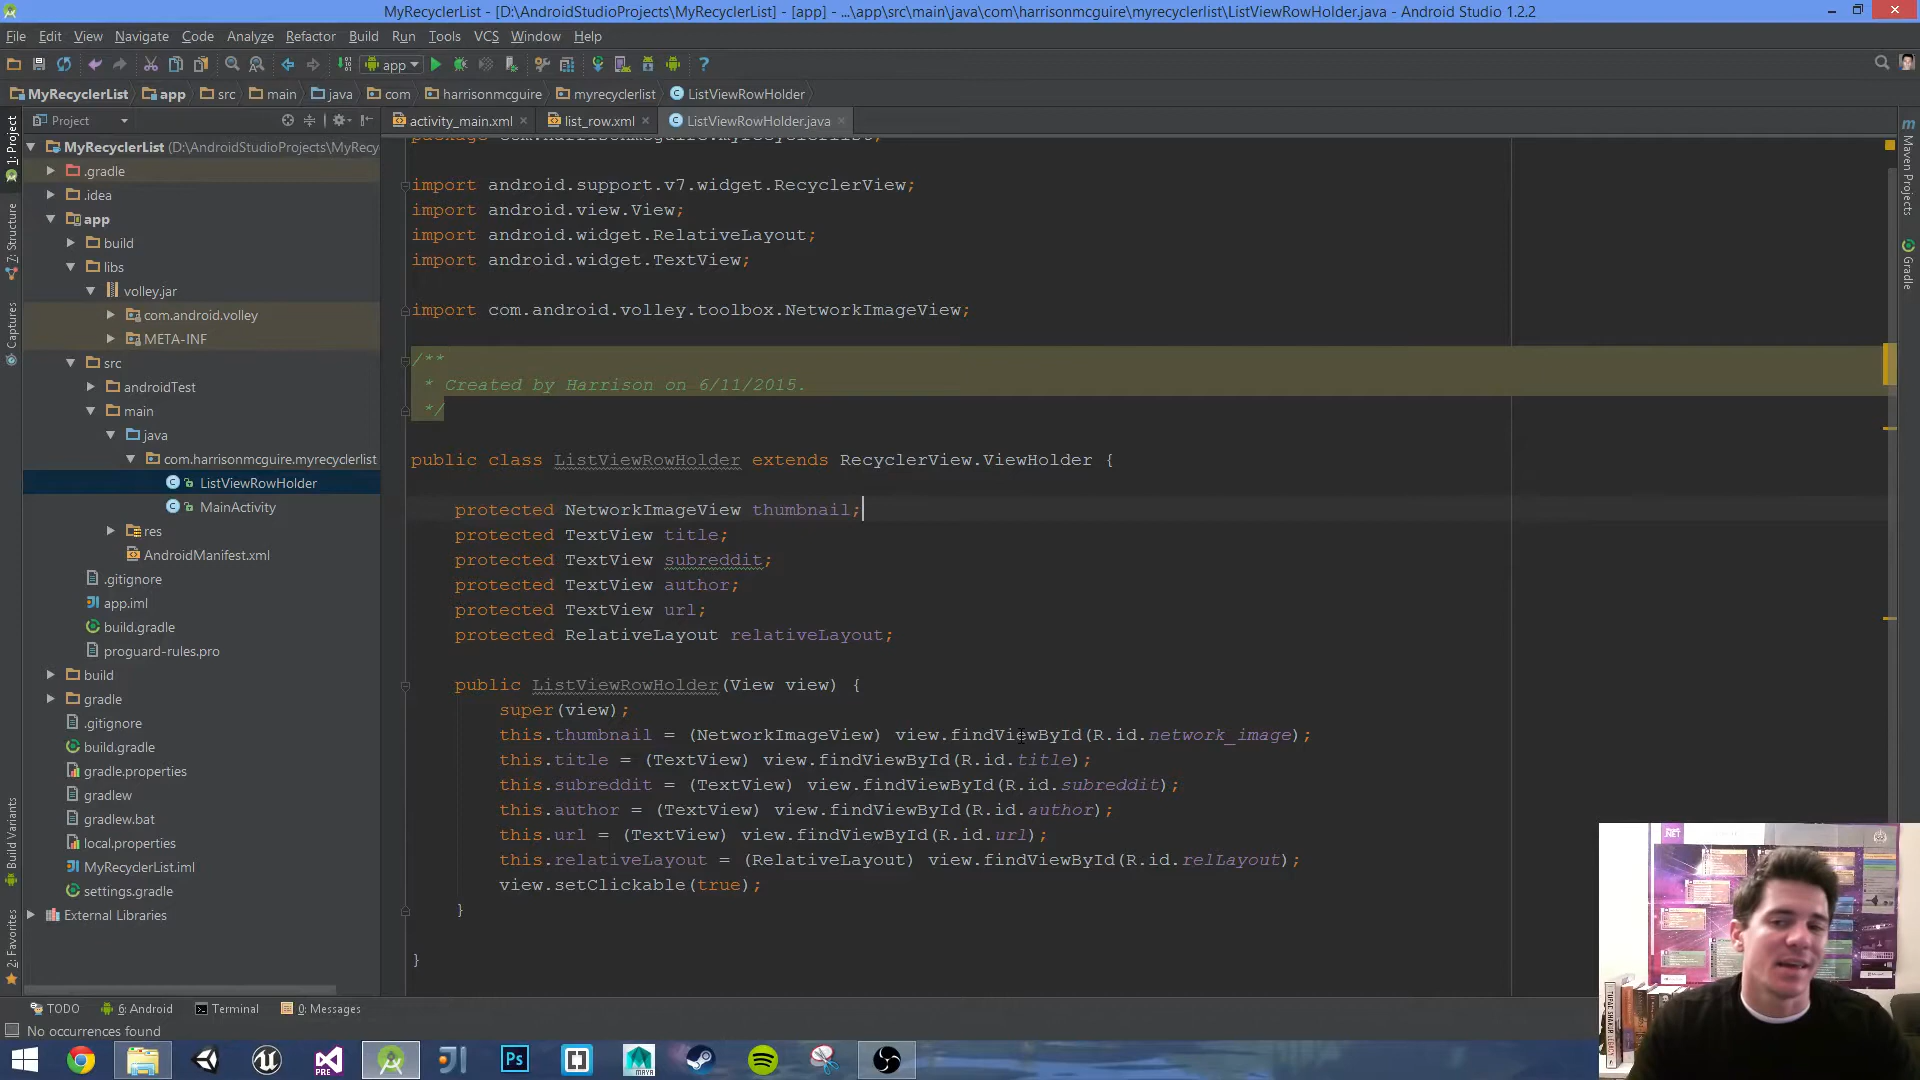 MyRecyclerList - [D:\AndroidStudioProjects\MyRecyclerList] - [app] - ...\app\src\main\java\com\harrisonmcguire\myrecyclerlist\ListViewRowHolder.java - Android Studio 1.2.2
File Edit View Navigate Code Analyze Refactor Build Run Tools VCS Window Help
app
MyRecyclerList app src main java com harrisonmcguire myrecyclerlist ListViewRowHolder
Project
activity_main.xml list_row.xml ListViewRowHolder.java
1: Project
7: Structure
Captures
Build Variants
2: Favorites
MyRecyclerList (D:\AndroidStudioProjects\MyRecy
.gradle
.idea
app
build
libs
volley.jar
com.android.volley
META-INF
src
androidTest
main
java
com.harrisonmcguire.myrecyclerlist
ListViewRowHolder
MainActivity
res
AndroidManifest.xml
.gitignore
app.iml
build.gradle
proguard-rules.pro
build
gradle
.gitignore
build.gradle
gradle.properties
gradlew
gradlew.bat
local.properties
MyRecyclerList.iml
settings.gradle
External Libraries
package com.harrisonmcguire.myrecyclerlist;
import android.support.v7.widget.RecyclerView;
import android.view.View;
import android.widget.RelativeLayout;
import android.widget.TextView;
import com.android.volley.toolbox.NetworkImageView;
/**
* Created by Harrison on 6/11/2015.
*/
public class ListViewRowHolder extends RecyclerView.ViewHolder {
protected NetworkImageView thumbnail;
protected TextView title;
protected TextView subreddit;
protected TextView author;
protected TextView url;
protected RelativeLayout relativeLayout;
public ListViewRowHolder(View view) {
super(view);
this.thumbnail = (NetworkImageView) view.findViewById(R.id.network_image);
this.title = (TextView) view.findViewById(R.id.title);
this.subreddit = (TextView) view.findViewById(R.id.subreddit);
this.author = (TextView) view.findViewById(R.id.author);
this.url = (TextView) view.findViewById(R.id.url);
this.relativeLayout = (RelativeLayout) view.findViewById(R.id.relLayout);
view.setClickable(true);
}
}
Maven Projects
Gradle
TODO 6: Android Terminal 0: Messages
No occurrences found
PRE
Ps
MAYA
.NET